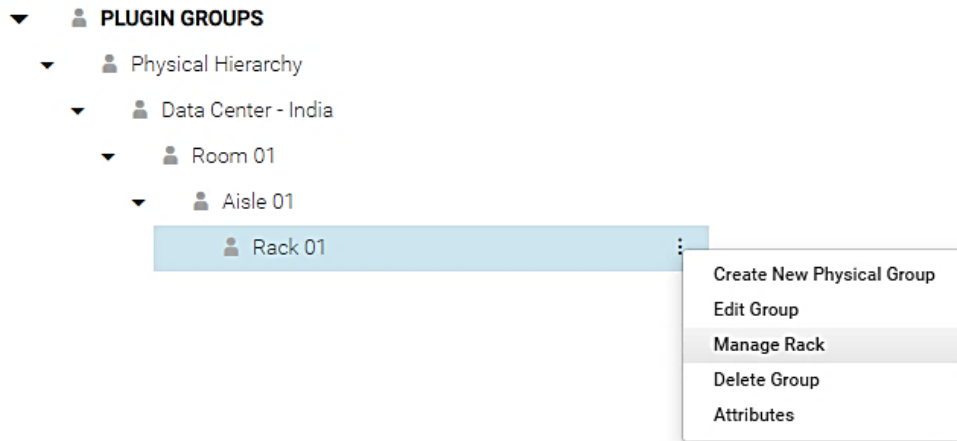 PLUGIN GROUPS
Physical Hierarchy
Data Center - India
Room 01
Aisle 01
Rack 01
Create New Physical Group
Edit Group
Manage Rack
Delete Group
Attributes